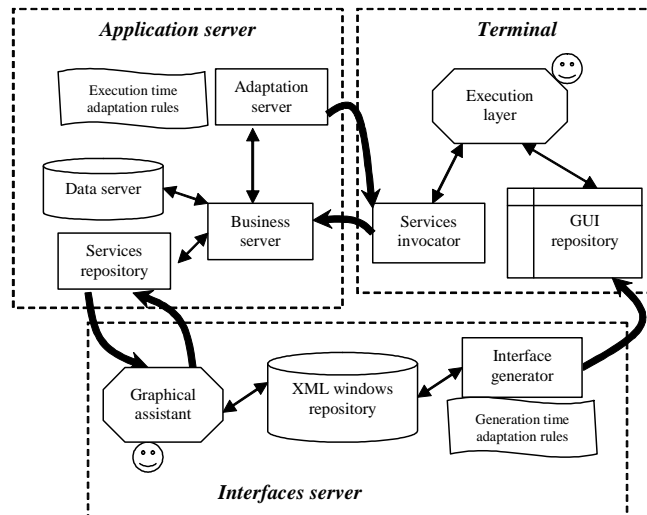 Application server
Terminal
Execution time
adaptation rules
Adaptation
server
Execution
layer
Data server
Business
server
Services
invocator
GUI
repository
Services
repository
Graphical
assistant
XML windows
repository
Interface
generator
Generation time
adaptation rules
Interfaces server